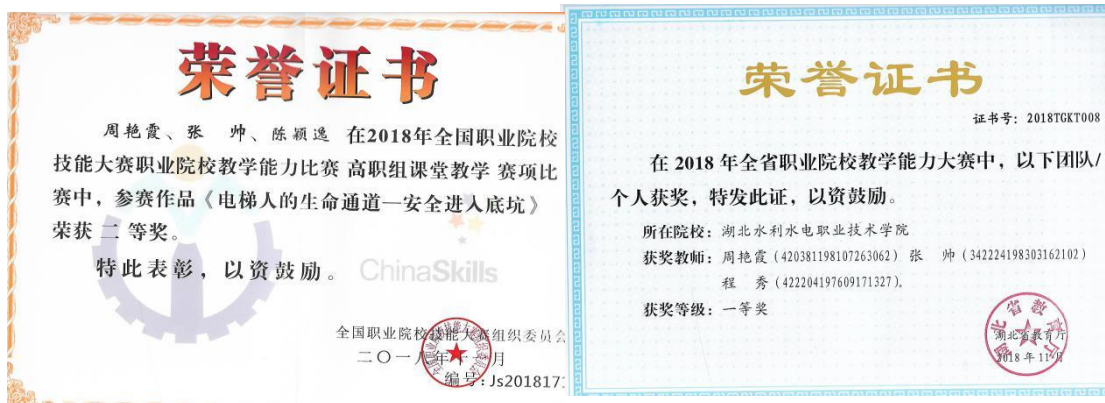 荣誉证书
周艳霞、张 帅、陈颖逸 在2018年全国职业院校
技能大赛职业院校教学能力比赛 高职组课堂教学 赛项比
赛中，参赛作品《电梯人的生命通道—安全进入底坑》
荣获 二 等奖。
特此表彰，以资鼓励。
ChinaSkills
全国职业院校技能大赛组织委员会
二〇一八年十一月
编号：Js201817
荣誉证书
证书号：2018TGKT008
在 2018 年全省职业院校教学能力大赛中，以下团队/
个人获奖，特发此证，以资鼓励。
所在院校：湖北水利水电职业技术学院
获奖教师：周艳霞（420381198107263062）张 帅（342224198303162102）
程 秀（422204197609171327）。
获奖等级：一等奖
湖北省教育厅
2018 年 11 月